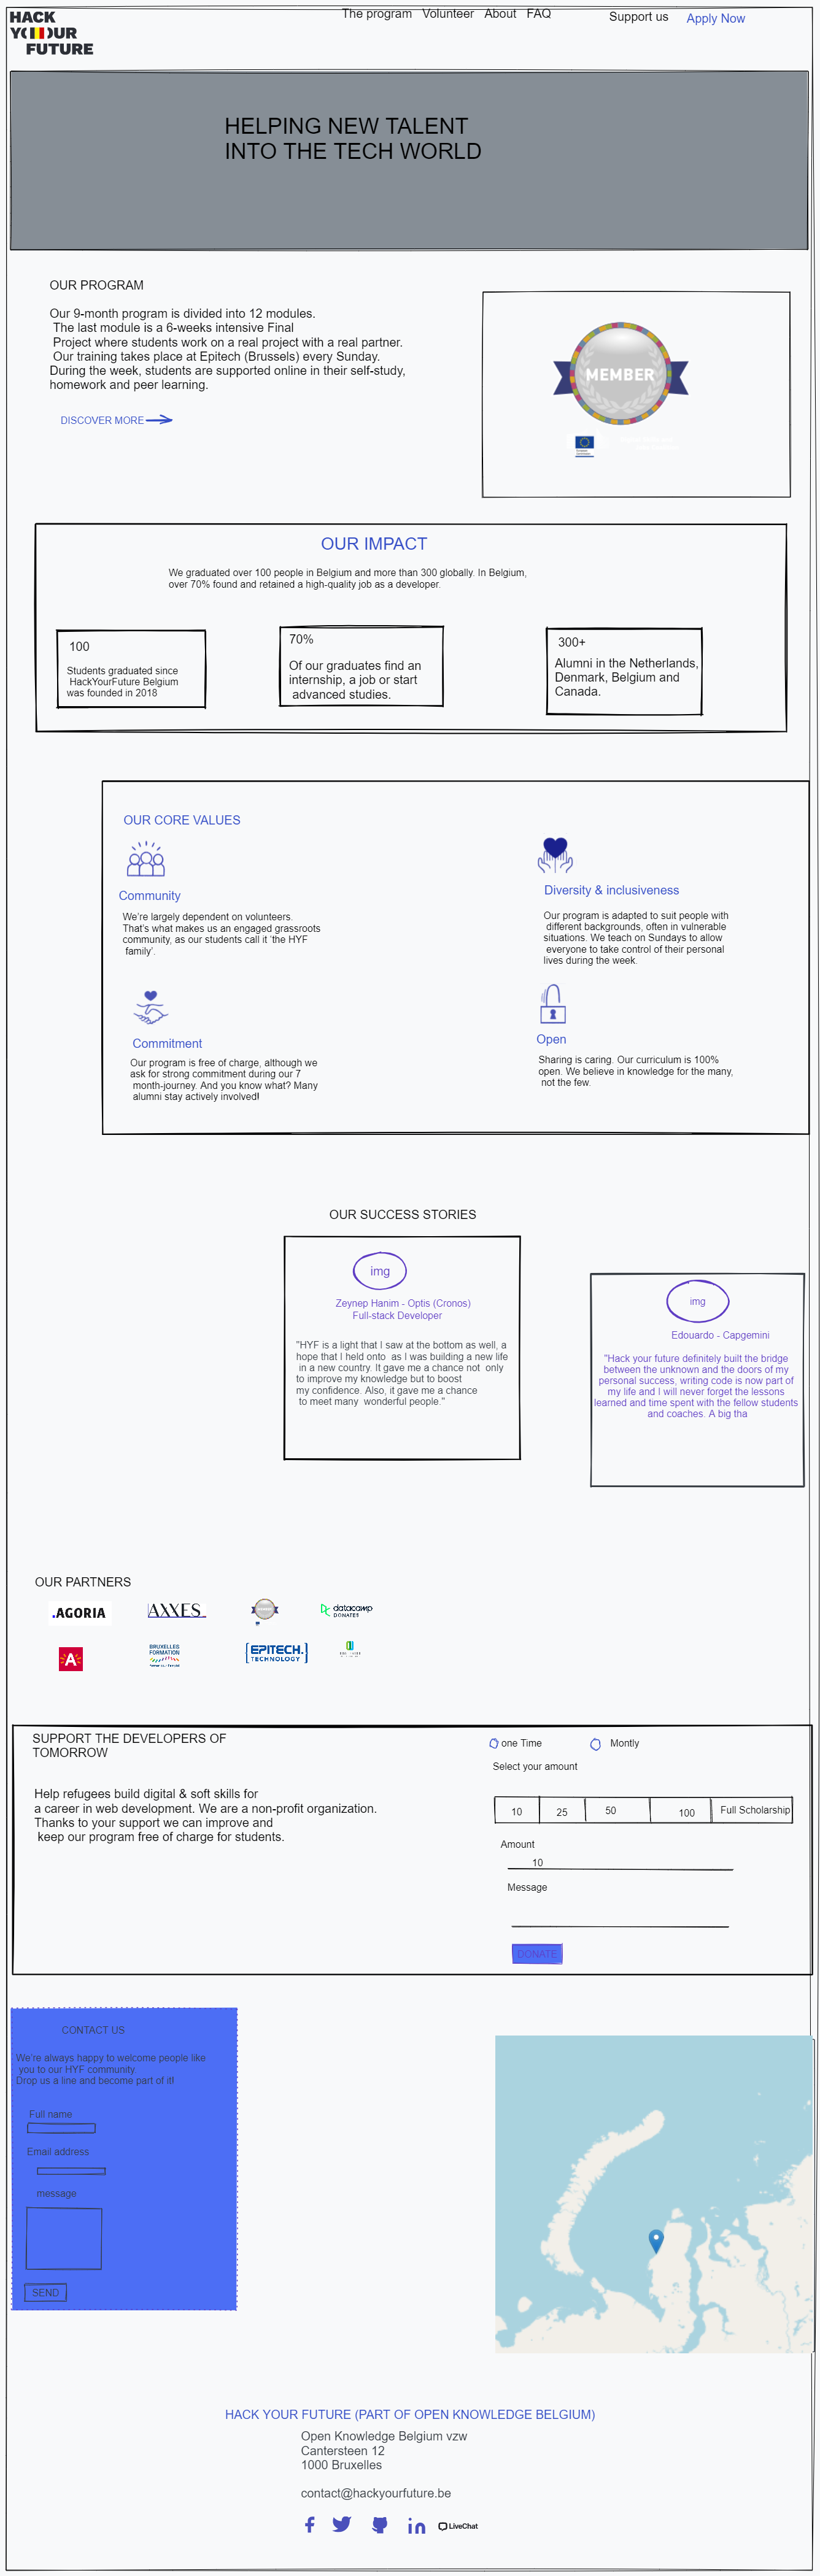 HACK
YOUR
FUTURE
The program Volunteer About FAQ
Support us
Apply Now
HELPING NEW TALENT
INTO THE TECH WORLD
OUR PROGRAM
Our 9-month program is divided into 12 modules.
The last module is a 6-weeks intensive Final
Project where students work on a real project with a real partner.
Our training takes place at Epitech (Brussels) every Sunday.
During the week, students are supported online in their self-study,
homework and peer learning.
DISCOVER MORE
MEMBER
OUR IMPACT
We graduated over 100 people in Belgium and more than 300 globally. In Belgium,
over 70% found and retained a high-quality job as a developer.
100
Students graduated since
HackYourFuture Belgium
was founded in 2018
70%
Of our graduates find an
internship, a job or start
advanced studies.
300+
Alumni in the Netherlands,
Denmark, Belgium and
Canada.
OUR CORE VALUES
Community
We're largely dependent on volunteers.
That's what makes us an engaged grassroots
community, as our students call it 'the HYF
family'.
Diversity & inclusiveness
Our program is adapted to suit people with
different backgrounds, often in vulnerable
situations. We teach on Sundays to allow
everyone to take control of their personal
lives during the week.
Commitment
Our program is free of charge, although we
ask for strong commitment during our 7
month-journey. And you know what? Many
alumni stay actively involved!
Open
Sharing is caring. Our curriculum is 100%
open. We believe in knowledge for the many,
not the few.
OUR SUCCESS STORIES
img
Zeynep Hanim - Optis (Cronos)
Full-stack Developer
"HYF is a light that I saw at the bottom as well, a
hope that I held onto as I was building a new life
in a new country. It gave me a chance not only
to improve my knowledge but to boost
my confidence. Also, it gave me a chance
to meet many wonderful people."
img
Edouardo - Capgemini
"Hack your future definitely built the bridge
between the unknown and the doors of my
personal success, writing code is now part of
my life and I will never forget the lessons
learned and time spent with the fellow students
and coaches. A big tha
OUR PARTNERS
.AGORIA
AXXES
datacamp
DONATES
A
BRUXELLES
FORMATION
[EPITECH.]
TECHNOLOGY
SUPPORT THE DEVELOPERS OF
TOMORROW
Help refugees build digital & soft skills for
a career in web development. We are a non-profit organization.
Thanks to your support we can improve and
keep our program free of charge for students.
one Time Montly
Select your amount
10 25 50 100 Full Scholarship
Amount
10
Message
DONATE
CONTACT US
We're always happy to welcome people like
you to our HYF community.
Drop us a line and become part of it!
Full name
Email address
message
SEND
HACK YOUR FUTURE (PART OF OPEN KNOWLEDGE BELGIUM)
Open Knowledge Belgium vzw
Cantersteen 12
1000 Bruxelles
contact@hackyourfuture.be
LiveChat